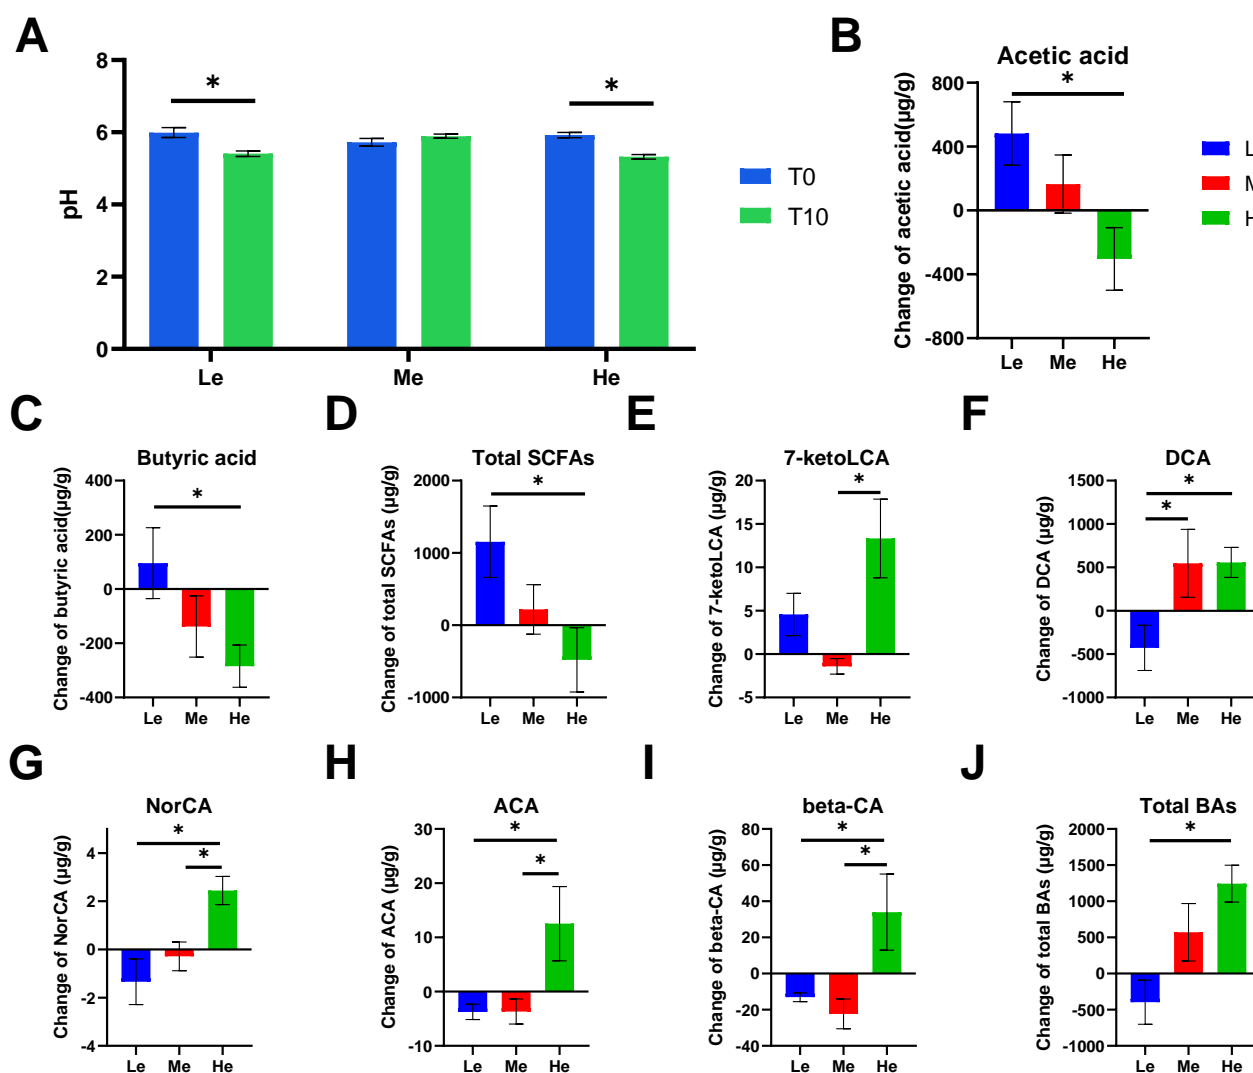 A
8
6
4
2
0
pH
*
*
Le
Me
He
T0
T10
B
Acetic acid
Change of acetic acid(µg/g)
800
400
0
-400
-800
*
Le
Me
He
L
M
H
C
Butyric acid
Change of butyric acid(µg/g)
400
200
0
-200
-400
*
Le
Me
He
D
Total SCFAs
Change of total SCFAs (µg/g)
2000
1000
0
-1000
*
Le
Me
He
E
7-ketoLCA
Change of 7-ketoLCA (µg/g)
20
15
10
5
0
-5
*
Le
Me
He
F
DCA
Change of DCA (µg/g)
1500
1000
500
0
-500
-1000
*
*
Le
Me
He
G
NorCA
Change of NorCA (µg/g)
4
2
0
-2
-4
*
*
Le
Me
He
H
ACA
Change of ACA (µg/g)
30
20
10
0
-10
*
*
Le
Me
He
I
beta-CA
Change of beta-CA (µg/g)
80
60
40
20
0
-20
-40
*
*
Le
Me
He
J
Total BAs
Change of total BAs (µg/g)
2000
1500
1000
500
0
-500
-1000
*
Le
Me
He